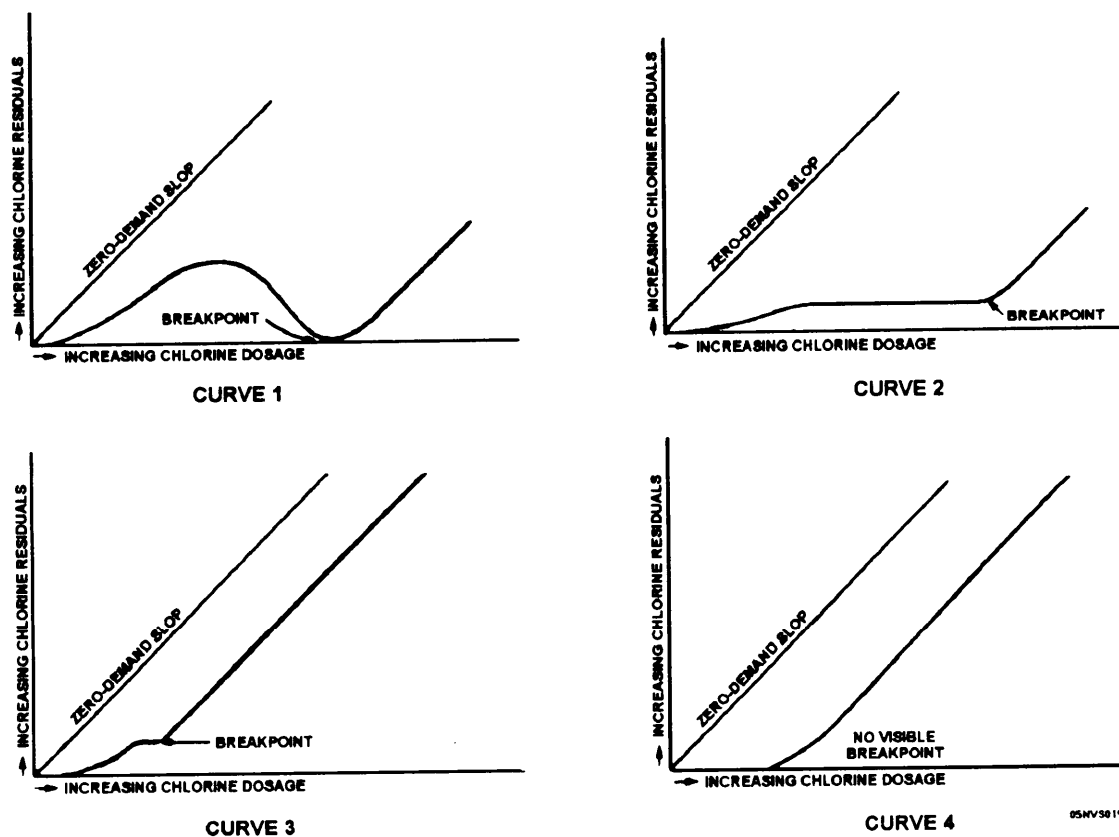 INCREASING CHLORINE RESIDUALS
ZERO-DEMAND SLOP
BREAKPOINT
INCREASING CHLORINE DOSAGE
CURVE 1
INCREASING CHLORINE RESIDUALS
ZERO-DEMAND SLOP
BREAKPOINT
INCREASING CHLORINE DOSAGE
CURVE 2
INCREASING CHLORINE RESIDUALS
ZERO-DEMAND SLOP
BREAKPOINT
INCREASING CHLORINE DOSAGE
CURVE 3
INCREASING CHLORINE RESIDUALS
ZERO-DEMAND SLOP
NO VISIBLE
BREAKPOINT
INCREASING CHLORINE DOSAGE
CURVE 4